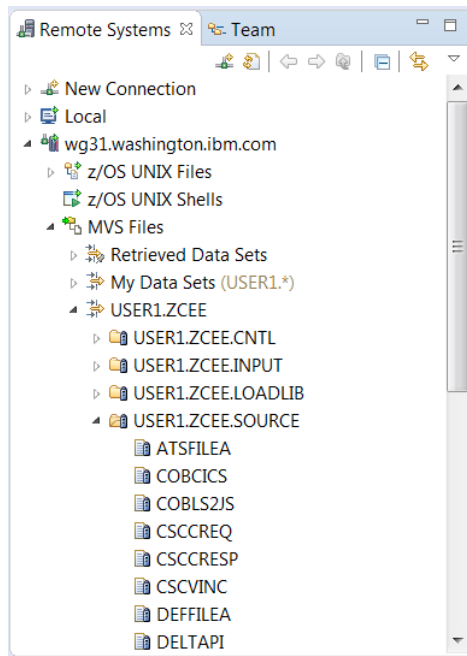 Remote Systems Team
New Connection
Local
wg31.washington.ibm.com
z/OS UNIX Files
z/OS UNIX Shells
MVS Files
Retrieved Data Sets
My Data Sets (USER1.*)
USER1.ZCEE
USER1.ZCEE.CNTL
USER1.ZCEE.INPUT
USER1.ZCEE.LOADLIB
USER1.ZCEE.SOURCE
ATSFILEA
COBCICS
COBLS2JS
CSCCREQ
CSCCRESP
CSCVINC
DEFFILEA
DELTAPI